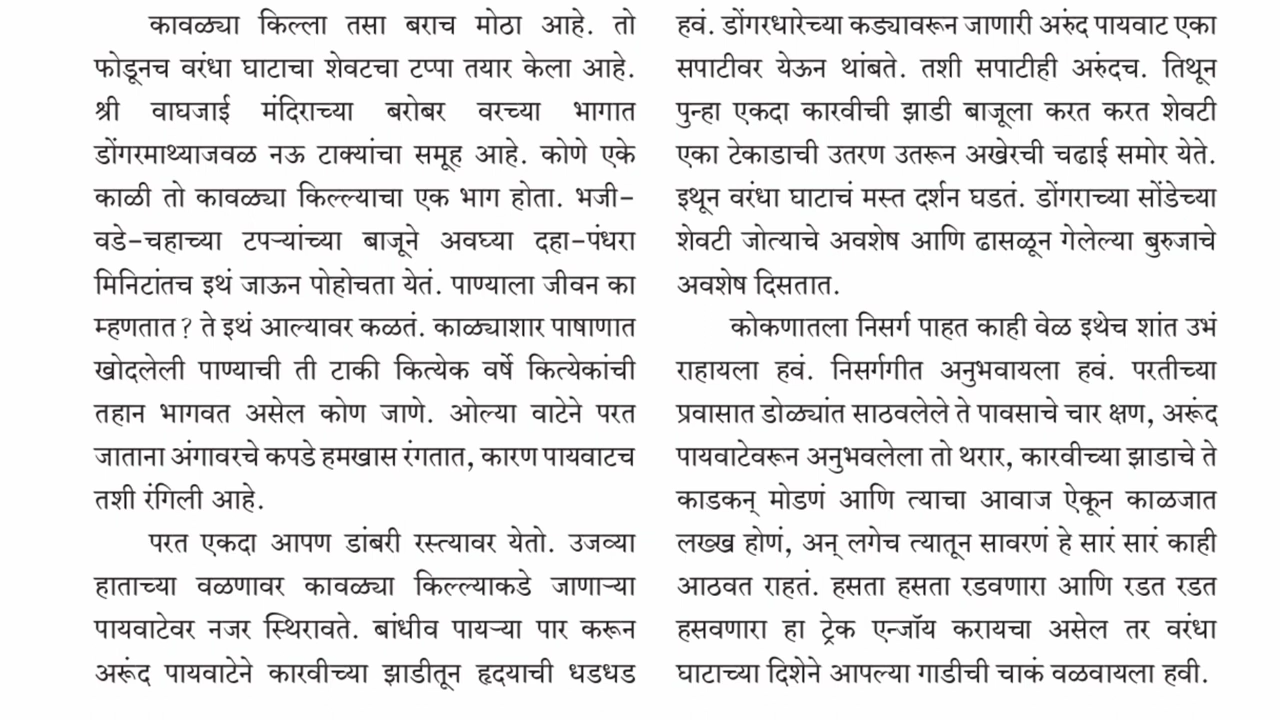 कावळ्या किल्ला तसा बराच मोठा आहे. तो
फोडूनच वरंधा घाटाचा शेवटचा टप्पा तयार केला आहे.
श्री वाघजाई मंदिराच्या बरोबर वरच्या भागात
डोंगरमाथ्याजवळ नऊ टाक्यांचा समूह आहे. कोणे एके
काळी तो कावळ्या किल्ल्याचा एक भाग होता. भजी-
वडे-चहाच्या टपऱ्यांच्या बाजूने अवघ्या दहा-पंधरा
मिनिटांतच इथं जाऊन पोहोचता येतं. पाण्याला जीवन का
म्हणतात? ते इथं आल्यावर कळतं. काळ्याशार पाषाणात
खोदलेली पाण्याची ती टाकी कित्येक वर्षे कित्येकांची
तहान भागवत असेल कोण जाणे. ओल्या वाटेने परत
जाताना अंगावरचे कपडे हमखास रंगतात, कारण पायवाटच
तशी रंगिली आहे.
परत एकदा आपण डांबरी रस्त्यावर येतो. उजव्या
हाताच्या वळणावर कावळ्या किल्ल्याकडे जाणाऱ्या
पायवाटेवर नजर स्थिरावते. बांधीव पायऱ्या पार करून
अरूंद पायवाटेने कारवीच्या झाडीतून हृदयाची धडधड
हवं. डोंगरधारेच्या कड्यावरून जाणारी अरुंद पायवाट एका
सपाटीवर येऊन थांबते. तशी सपाटीही अरुंदच. तिथून
पुन्हा एकदा कारवीची झाडी बाजूला करत करत शेवटी
एका टेकाडाची उतरण उतरून अखेरची चढाई समोर येते.
इथून वरंधा घाटाचं मस्त दर्शन घडतं. डोंगराच्या सोंडेच्या
शेवटी जोत्याचे अवशेष आणि ढासळून गेलेल्या बुरुजाचे
अवशेष दिसतात.
कोकणातला निसर्ग पाहत काही वेळ इथेच शांत उभं
राहायला हवं. निसर्गगीत अनुभवायला हवं. परतीच्या
प्रवासात डोळ्यांत साठवलेले ते पावसाचे चार क्षण, अरूंद
पायवाटेवरून अनुभवलेला तो थरार, कारवीच्या झाडाचे ते
काडकन् मोडणं आणि त्याचा आवाज ऐकून काळजात
लख्ख होणं, अन् लगेच त्यातून सावरणं हे सारं सारं काही
आठवत राहतं. हसता हसता रडवणारा आणि रडत रडत
हसवणारा हा ट्रेक एन्जॉय करायचा असेल तर वरंधा
घाटाच्या दिशेने आपल्या गाडीची चाकं वळवायला हवी.